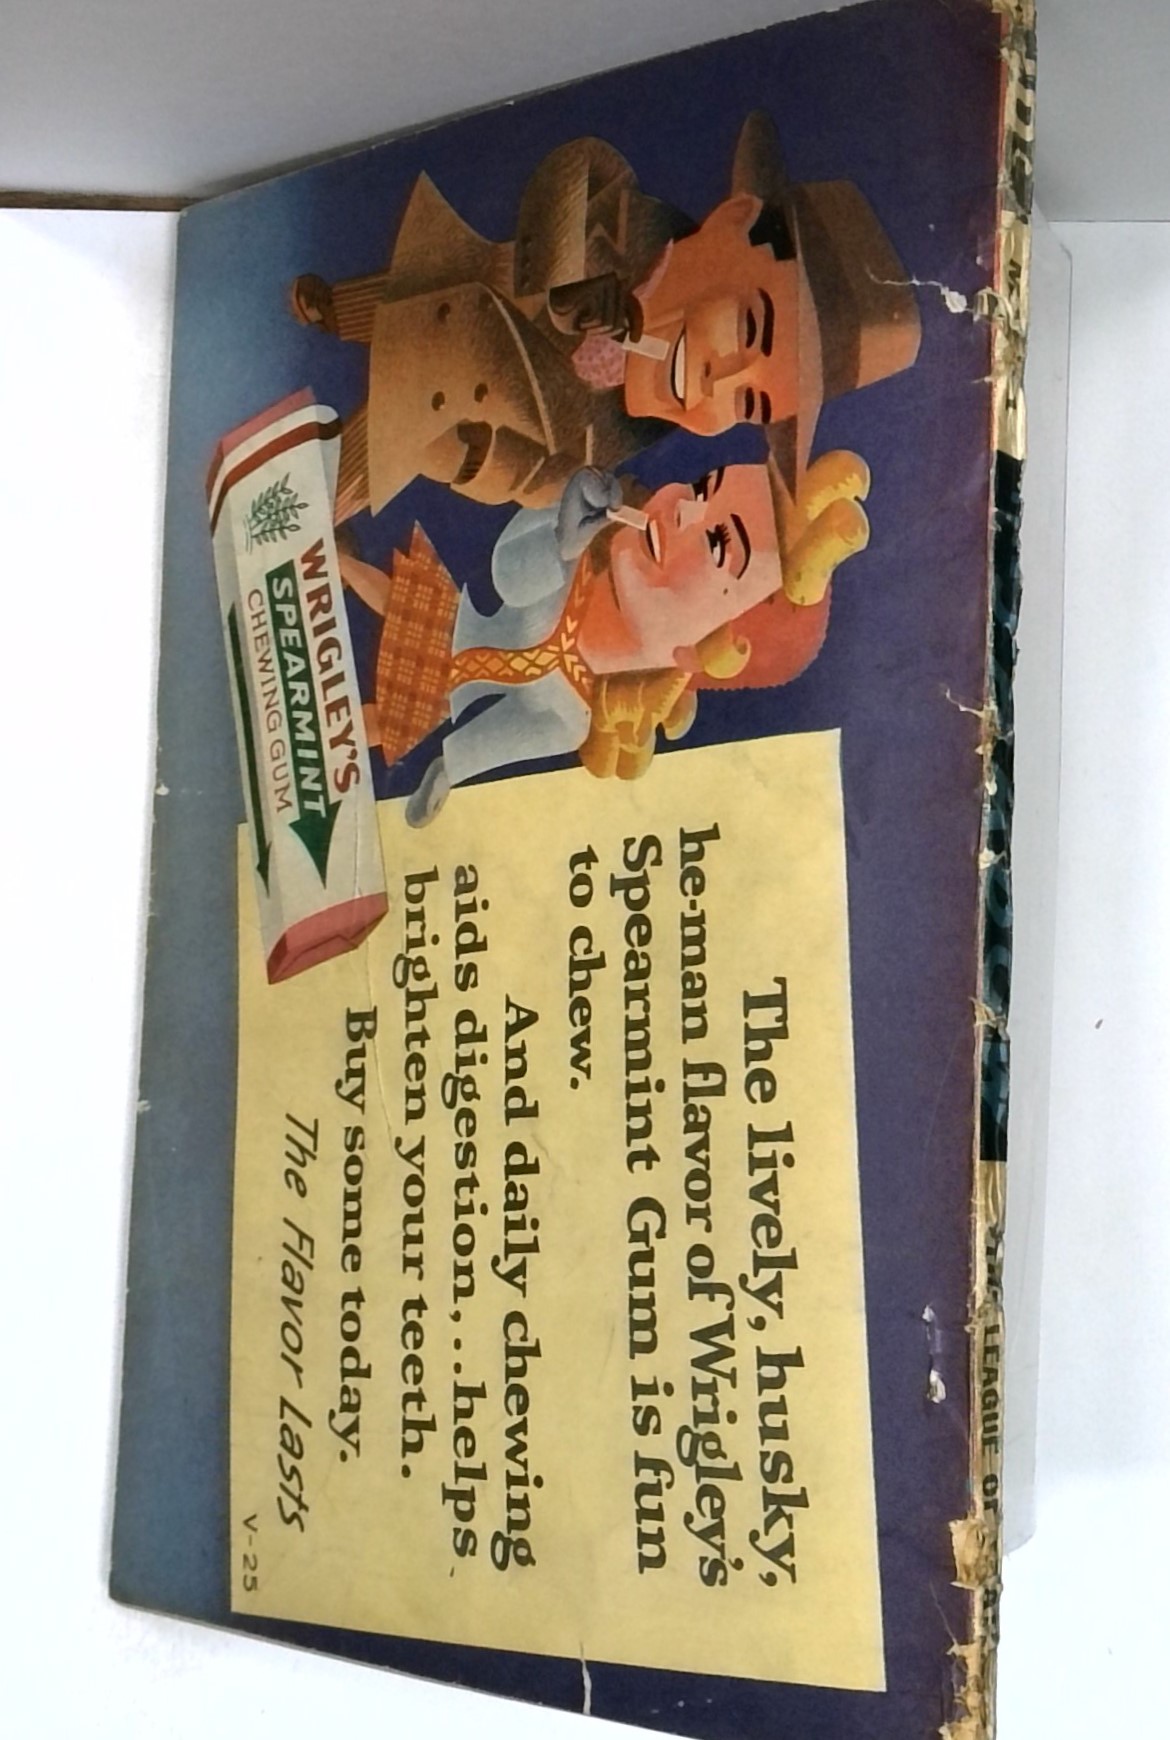 The lively, husky,
he-man flavor of Wrigley's
Spearmint Gum is fun
to chew.
And daily chewing
aids digestion,..helps
brighten your teeth.
Buy some today.
The Flavor Lasts
V-25
WRIGLEY'S
SPEARMINT
CHEWING GUM
LEAGUE OF